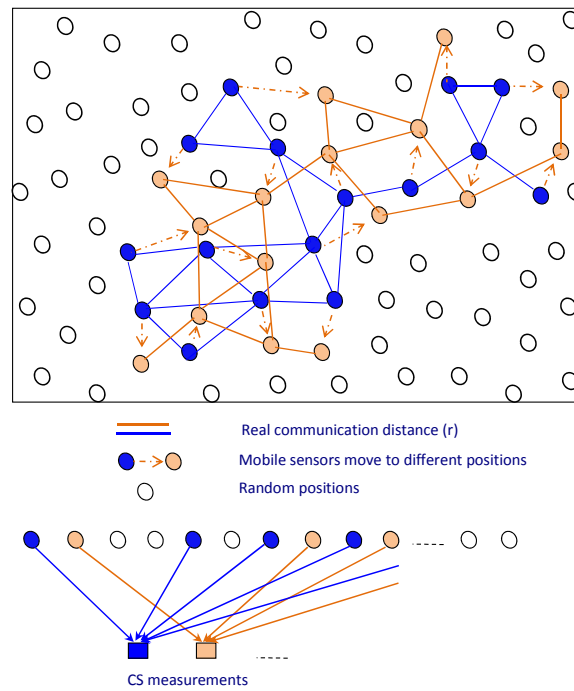 Real communication distance (r)
Mobile sensors move to different positions
Random positions
CS measurements